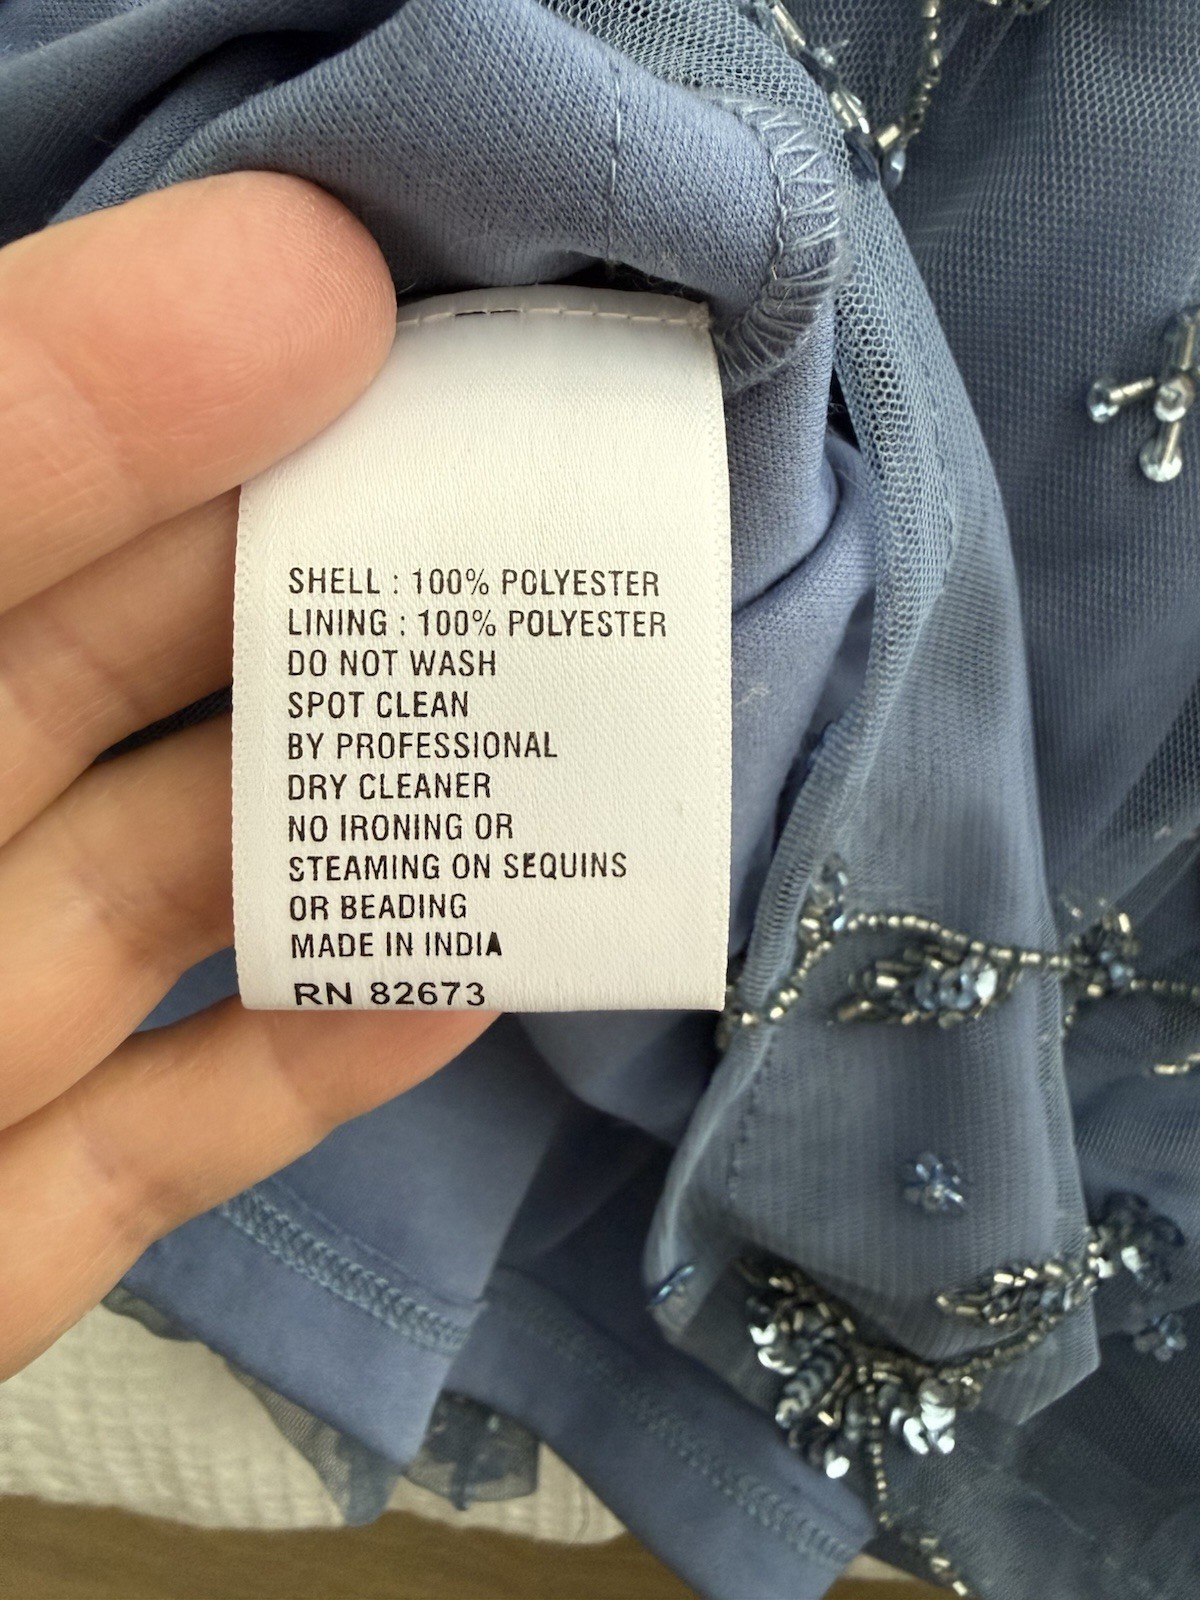 SHELL : 100% POLYESTER
LINING : 100% POLYESTER
DO NOT WASH
SPOT CLEAN
BY PROFESSIONAL
DRY CLEANER
NO IRONING OR
STEAMING ON SEQUINS
OR BEADING
MADE IN INDIA
RN 82673